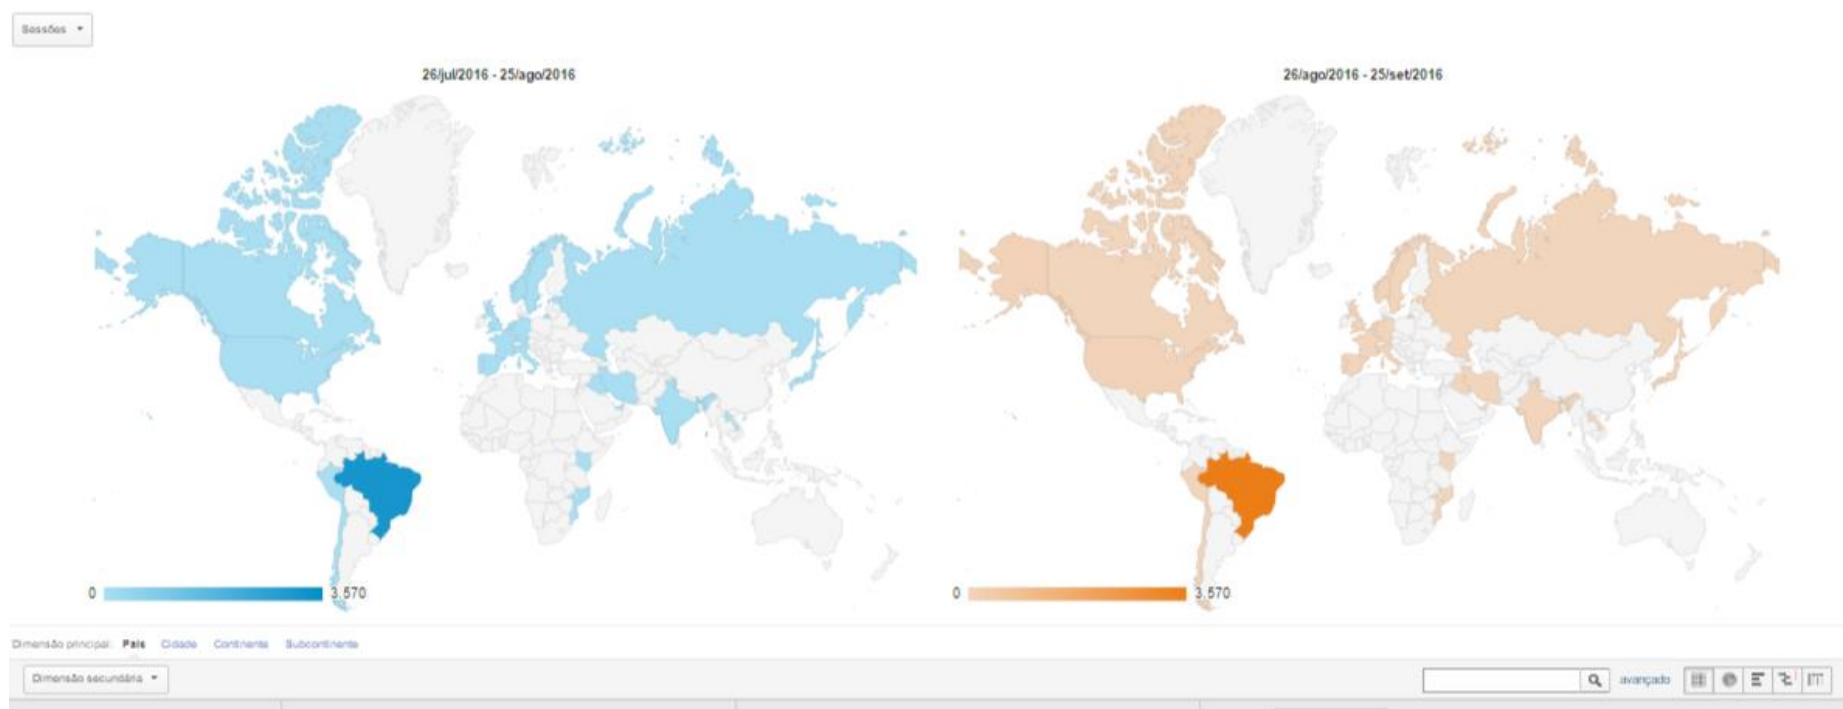 Sessões
26/jul/2016 - 25/ago/2016
26/ago/2016 - 25/set/2016
0 3.570
0 3.570
Dimensão principal: País Cidade Continente Subcontinente
Dimensão secundária
avançado